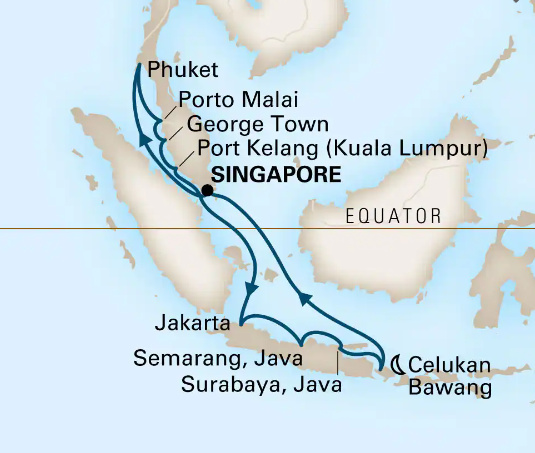 Phuket
Porto Malai
George Town
Port Kelang (Kuala Lumpur)
SINGAPORE
EQUATOR
Jakarta
Semarang, Java
Surabaya, Java
Celukan
Bawang